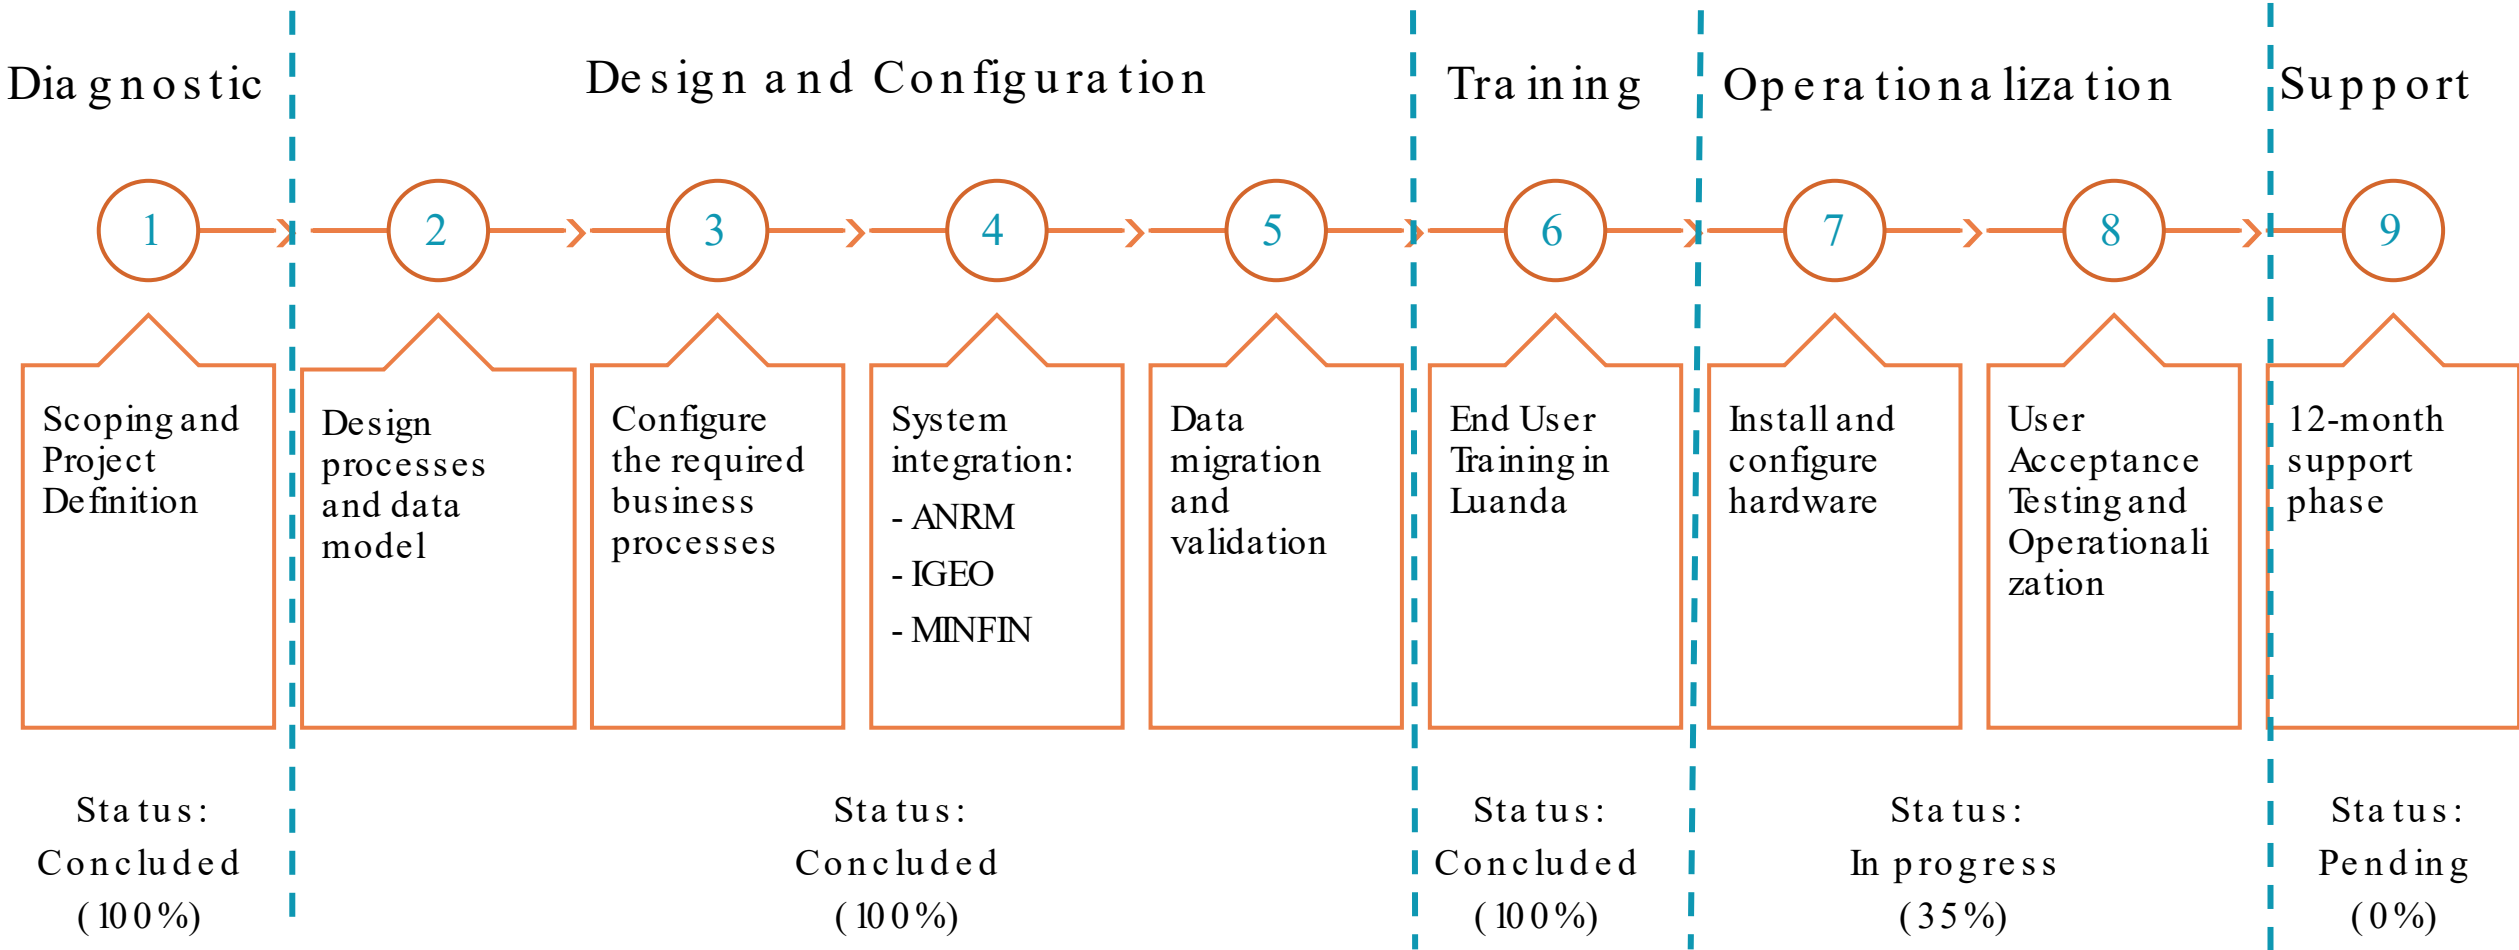 Diagnostic
Design and Configuration
Training
Operationalization
Support
1
2
3
4
5
6
7
8
9
Scoping and
Project
Definition
Design
processes
and data
model
Configure
the required
business
processes
System
integration:
- ANRM
- IGEO
- MINFIN
Data
migration
and
validation
End User
Training in
Luanda
Install and
configure
hardware
User
Acceptance
Testing and
Operationali
zation
12-month
support
phase
Status:
Concluded
(100%)
Status:
Concluded
(100%)
Status:
Concluded
(100%)
Status:
In progress
(35%)
Status:
Pending
(0%)